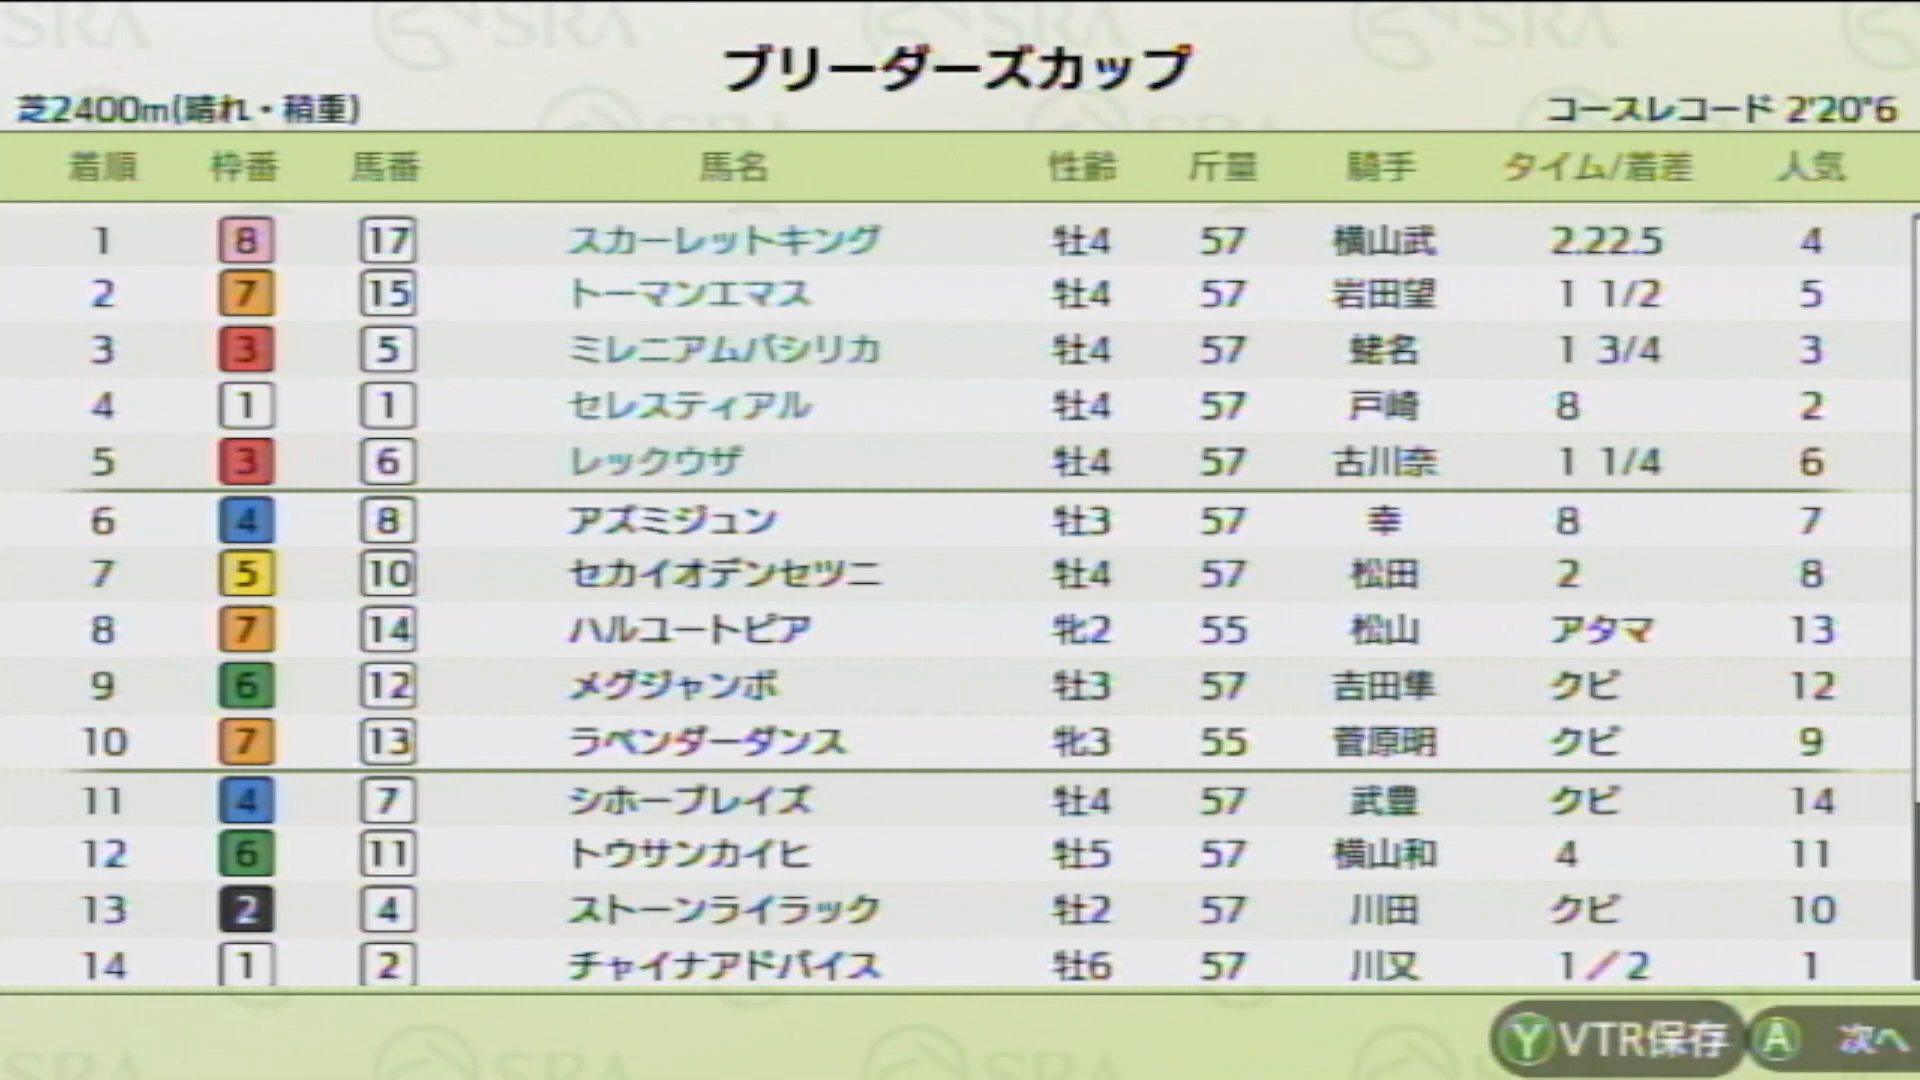 ブリーダーズカップ
芝2400m(晴れ・稍重)
コースレコード 2'20"6
着順 枠番 馬番 馬名 性齢 斤量 騎手 タイム/着差 人気
1 8 17 スカーレットキング 牡4 57 横山武 2.22.5 4
2 7 15 トーマンエマス 牡4 57 岩田望 1 1/2 5
3 3 5 ミレニアムバシリカ 牡4 57 蛯名 1 3/4 3
4 1 1 セレスティアル 牡4 57 戸崎 8 2
5 3 6 レックウザ 牡4 57 古川奈 1 1/4 6
6 4 8 アズミジュン 牡3 57 幸 8 7
7 5 10 セカイオデンセツニ 牡4 57 松田 2 8
8 7 14 ハルユートピア 牝2 55 松山 アタマ 13
9 6 12 メグジャンボ 牡3 57 吉田隼 クビ 12
10 7 13 ラベンダーダンス 牝3 55 菅原明 クビ 9
11 4 7 シホーブレイズ 牡4 57 武豊 クビ 14
12 6 11 トウサンカイヒ 牡5 57 横山和 4 11
13 2 4 ストーンライラック 牡2 57 川田 クビ 10
14 1 2 チャイナアドバイス 牡6 57 川又 1／2 1
Y VTR保存 A 次へ